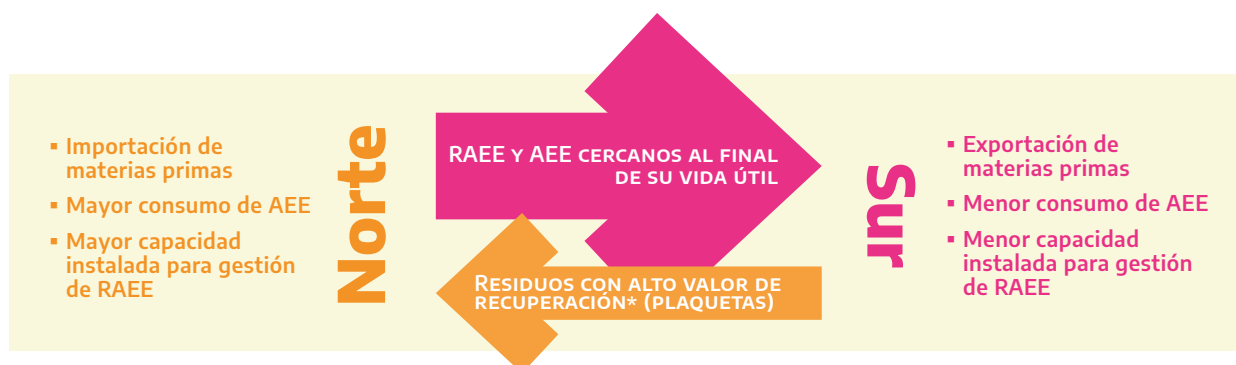 ▪ Importación de
materias primas
▪ Mayor consumo de AEE
▪ Mayor capacidad
instalada para gestión
de RAEE
Norte
RAEE Y AEE CERCANOS AL FINAL
DE SU VIDA ÚTIL
RESIDUOS CON ALTO VALOR DE
RECUPERACIÓN* (PLAQUETAS)
Sur
▪ Exportación de
materias primas
▪ Menor consumo de AEE
▪ Menor capacidad
instalada para gestión
de RAEE